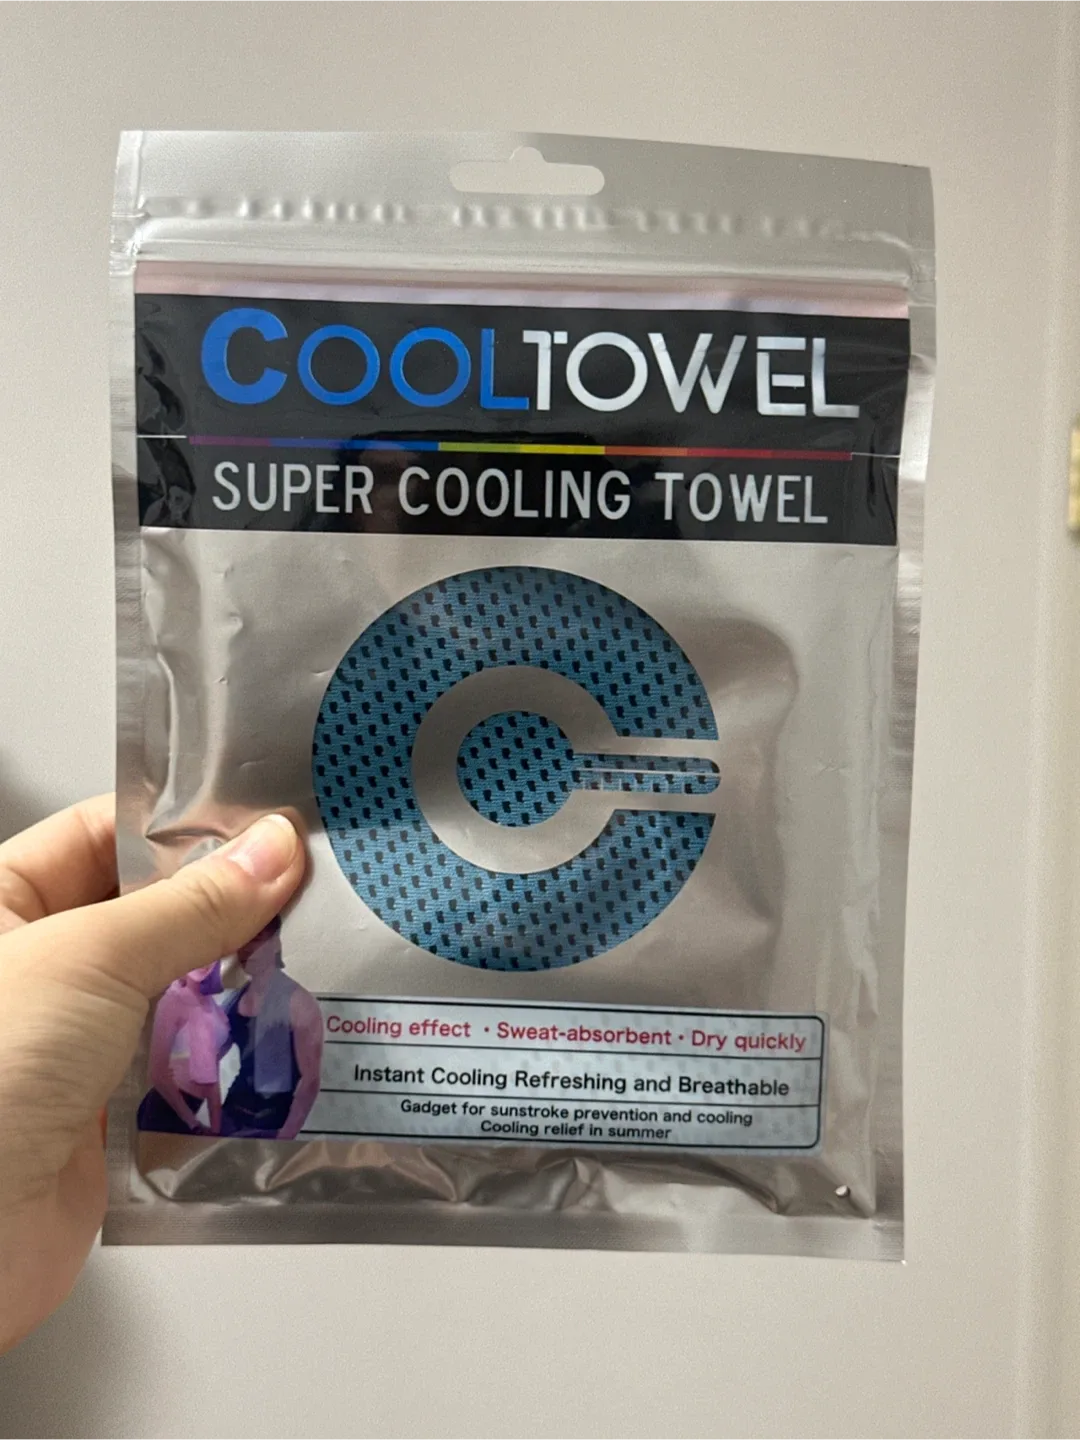 COOLTOWEL
SUPER COOLING TOWEL
Cooling effect ・Sweat-absorbent・Dry quickly
Instant Cooling Refreshing and Breathable
Gadget for sunstroke prevention and cooling
Cooling relief in summer